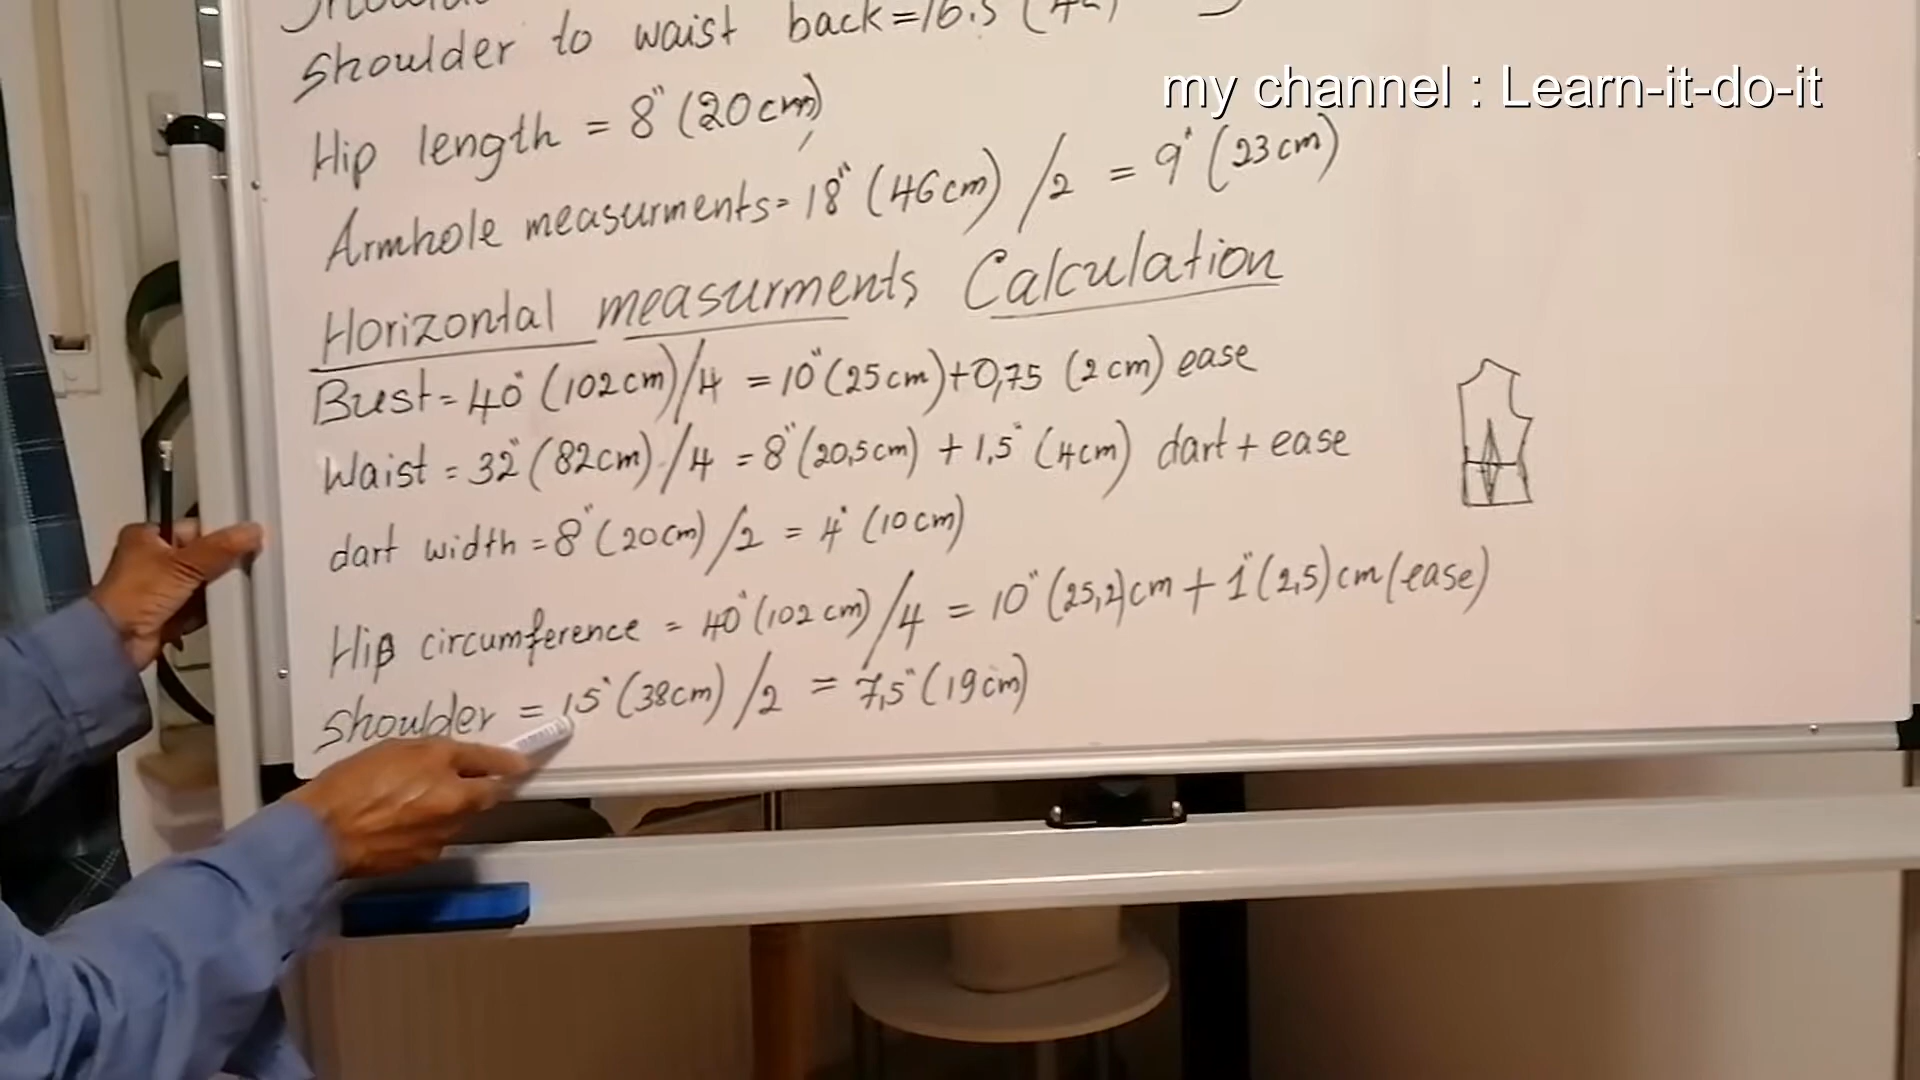 shoulder to waist back=16.5 (42)
my channel : Learn-it-do-it
Hip length = 8" (20cm)
Armhole measurments= 18" (46cm) /2 = 9" (23cm)
Horizontal measurments Calculation
Bust= 40" (102cm)/4 = 10" (25cm)+0,75 (2cm) ease
Waist = 32" (82cm)/4 = 8" (20,5cm) + 1,5" (4cm) dart + ease
dart width = 8" (20cm) /2 = 4" (10cm)
Hip circumference = 40" (102 cm) /4 = 10" (25,2)cm + 1" (2,5)cm (ease)
Shoulder = 15" (38cm) /2 = 7,5" (19cm)